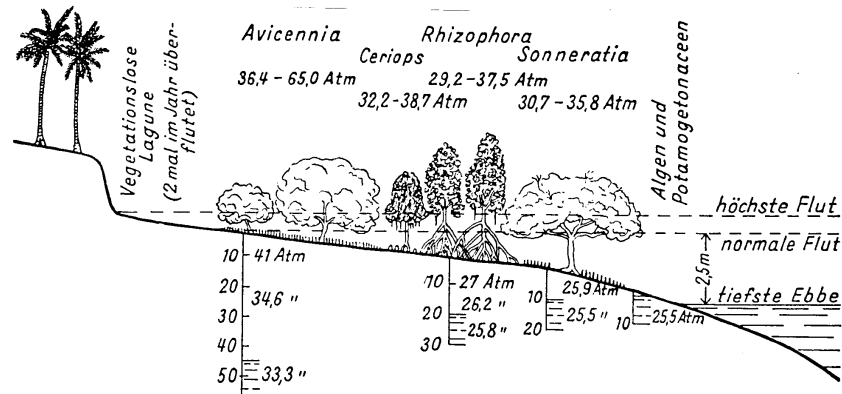 Avicennia
Rhizophora
Ceriops
Sonneratia
36,4 – 65,0 Atm
29,2 – 37,5 Atm
32,2 – 38,7 Atm
30,7 – 35,8 Atm
Vegetationslose
Lagune
(2 mal im Jahr über-
flutet)
Algen und
Potamogetonaceen
höchste Flut
normale Flut
2,5m
tiefste Ebbe
10
41 Atm
20
34,6 "
30
40
50
33,3 "
10
27 Atm
20
26,2 "
30
25,8 "
25,9 Atm
10
25,5 "
20
10
25,5 Atm